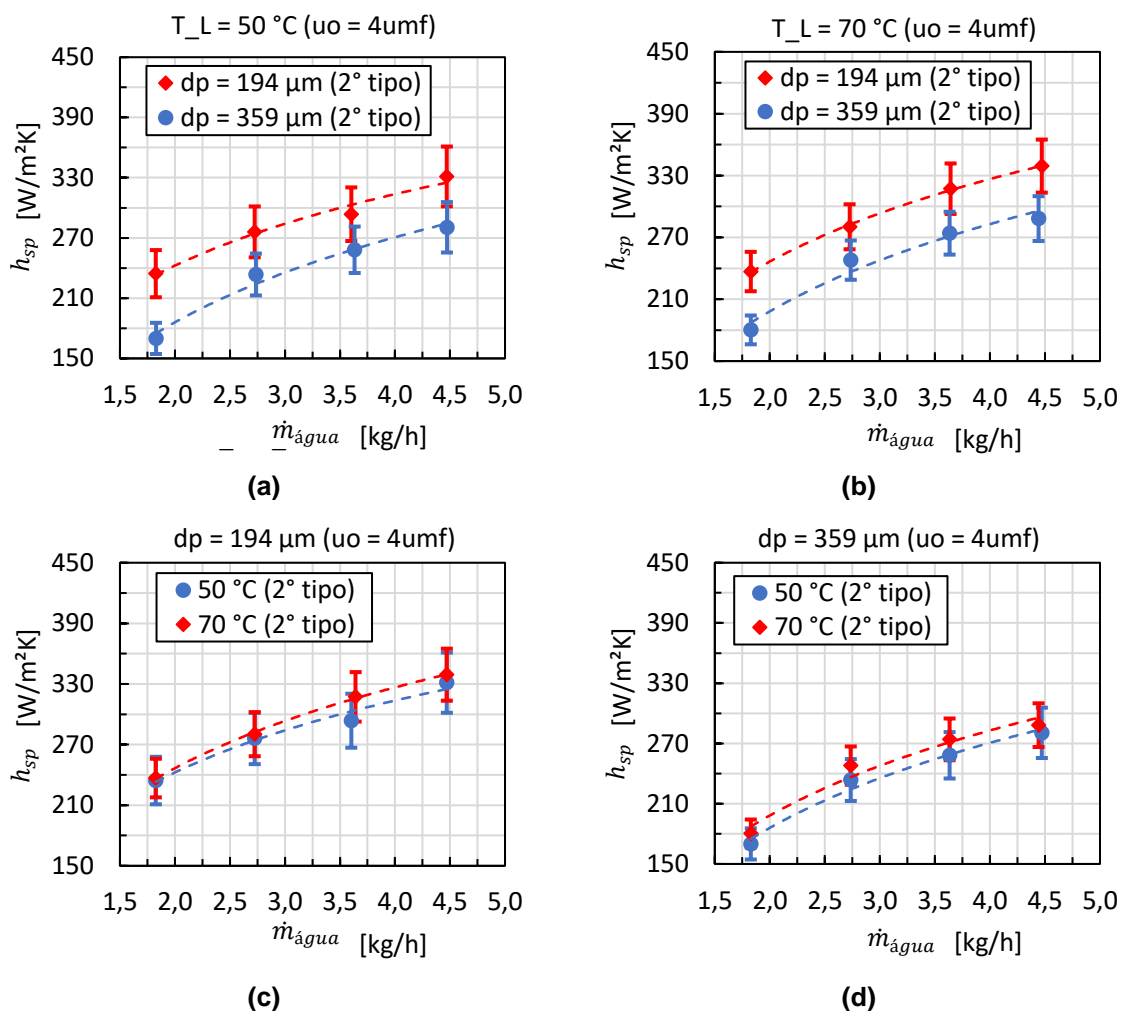 T_L = 50 °C (uo = 4umf)
450
390
330
270
210
150
h_sp [W/m²K]
dp = 194 µm (2° tipo)
dp = 359 µm (2° tipo)
1,5 2,0 2,5 3,0 3,5 4,0 4,5 5,0
ṁ_água [kg/h]
_ _
(a)
T_L = 70 °C (uo = 4umf)
450
390
330
270
210
150
h_sp [W/m²K]
dp = 194 µm (2° tipo)
dp = 359 µm (2° tipo)
1,5 2,0 2,5 3,0 3,5 4,0 4,5 5,0
ṁ_água [kg/h]
(b)
dp = 194 µm (uo = 4umf)
450
390
330
270
210
150
h_sp [W/m²K]
50 °C (2° tipo)
70 °C (2° tipo)
1,5 2,0 2,5 3,0 3,5 4,0 4,5 5,0
ṁ_água [kg/h]
(c)
dp = 359 µm (uo = 4umf)
450
390
330
270
210
150
h_sp [W/m²K]
50 °C (2° tipo)
70 °C (2° tipo)
1,5 2,0 2,5 3,0 3,5 4,0 4,5 5,0
ṁ_água [kg/h]
(d)